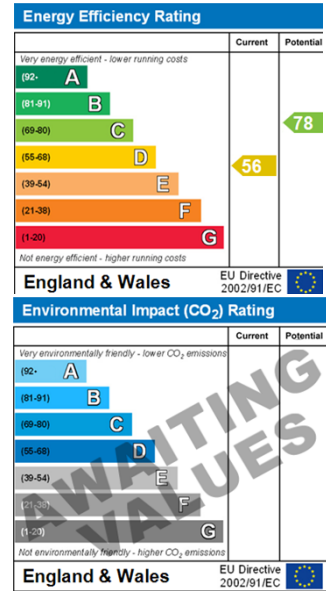 Energy Efficiency Rating
Current Potential
Very energy efficient - lower running costs
(92- A
(81-91) B
(69-80) C
78
(55-68) D
56
(39-54) E
(21-38) F
(1-20) G
Not energy efficient - higher running costs
England & Wales
EU Directive
2002/91/EC
Environmental Impact (CO2) Rating
Current Potential
Very environmentally friendly - lower CO2 emissions
(92- A
(81-91) B
(69-80) C
(55-68) D
(39-54) E
(21-38) F
(1-20) G
AWAITING
VALUES
Not environmentally friendly - higher CO2 emissions
England & Wales
EU Directive
2002/91/EC